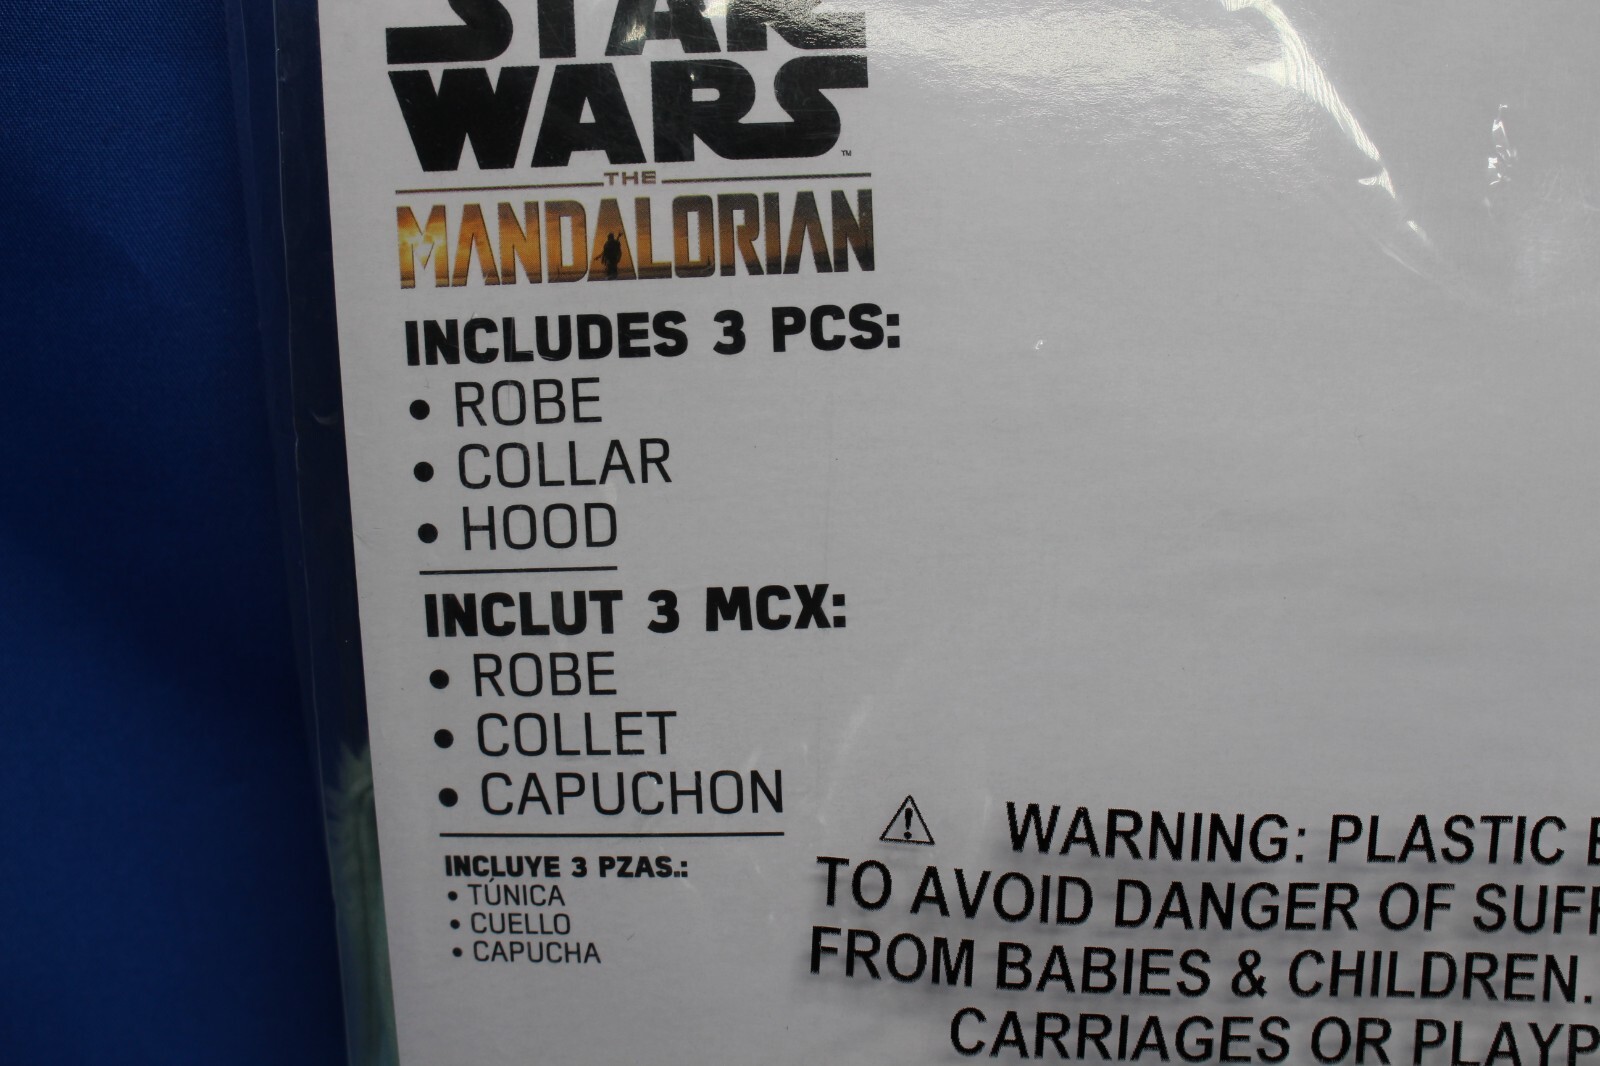 STAR
WARS™
THE
MANDALORIAN
INCLUDES 3 PCS:
• ROBE
• COLLAR
• HOOD
INCLUT 3 MCX:
• ROBE
• COLLET
• CAPUCHON
INCLUYE 3 PZAS.:
• TÚNICA
• CUELLO
• CAPUCHA
WARNING: PLASTIC
TO AVOID DANGER OF
FROM BABIES & CHILDREN.
CARRIAGES OR